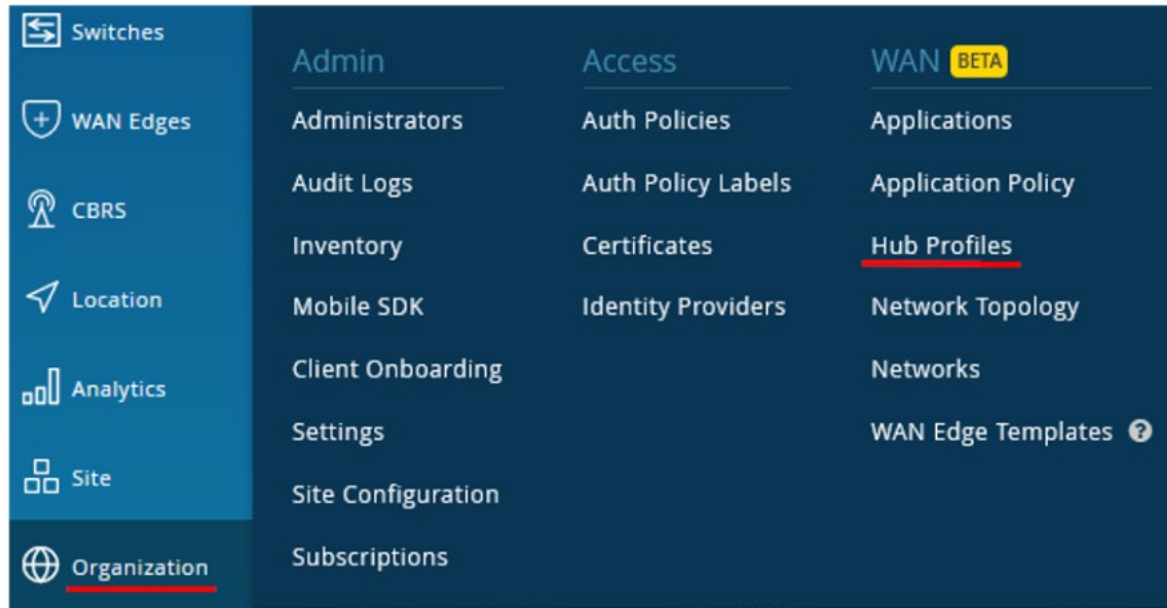 Switches
WAN Edges
CBRS
Location
Analytics
Site
Organization
Admin
Administrators
Audit Logs
Inventory
Mobile SDK
Client Onboarding
Settings
Site Configuration
Subscriptions
Access
Auth Policies
Auth Policy Labels
Certificates
Identity Providers
WAN BETA
Applications
Application Policy
Hub Profiles
Network Topology
Networks
WAN Edge Templates ?